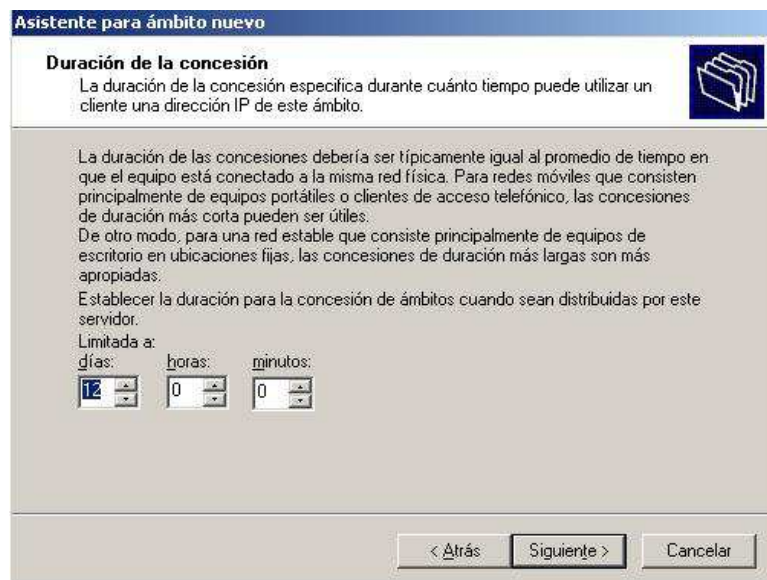 Asistente para ámbito nuevo
Duración de la concesión
La duración de la concesión especifica durante cuánto tiempo puede utilizar un
cliente una dirección IP de este ámbito.
La duración de las concesiones debería ser típicamente igual al promedio de tiempo en
que el equipo está conectado a la misma red física. Para redes móviles que consisten
principalmente de equipos portátiles o clientes de acceso telefónico, las concesiones
de duración más corta pueden ser útiles.
De otro modo, para una red estable que consiste principalmente de equipos de
escritorio en ubicaciones fijas, las concesiones de duración más largas son más
apropiadas.
Establecer la duración para la concesión de ámbitos cuando sean distribuidas por este
servidor.
Limitada a:
días: horas: minutos:
12 0 0
< Atrás Siguiente > Cancelar